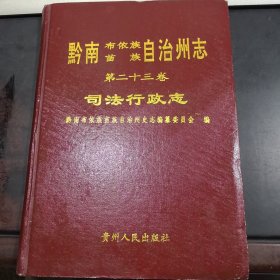 黔南布依族苗族自治州志
第二十三卷
司法行政志
黔南布依族苗族自治州史志编纂委员会 编
贵州人民出版社